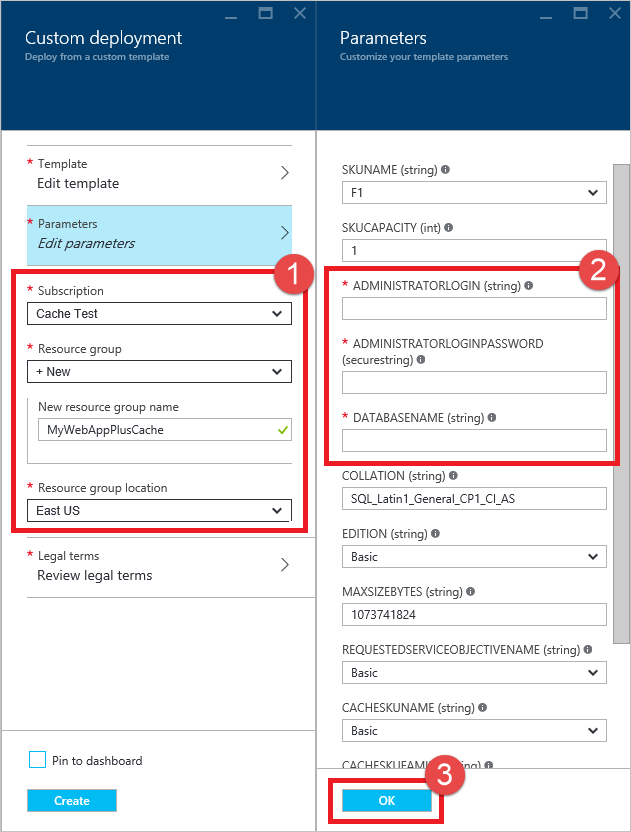 Custom deployment
Deploy from a custom template
* Template
Edit template
* Parameters
Edit parameters
1
* Subscription
Cache Test
* Resource group
+ New
New resource group name
MyWebAppPlusCache
* Resource group location
East US
* Legal terms
Review legal terms
Pin to dashboard
Create
Parameters
Customize your template parameters
SKUNAME (string)
F1
SKUCAPACITY (int)
1
2
* ADMINISTRATORLOGIN (string)
* ADMINISTRATORLOGINPASSWORD
(securestring)
* DATABASENAME (string)
COLLATION (string)
SQL_Latin1_General_CP1_CI_AS
EDITION (string)
Basic
MAXSIZEBYTES (string)
1073741824
REQUESTEDSERVICEOBJECTIVENAME (string)
Basic
CACHESKUNAME (string)
Basic
3
OK